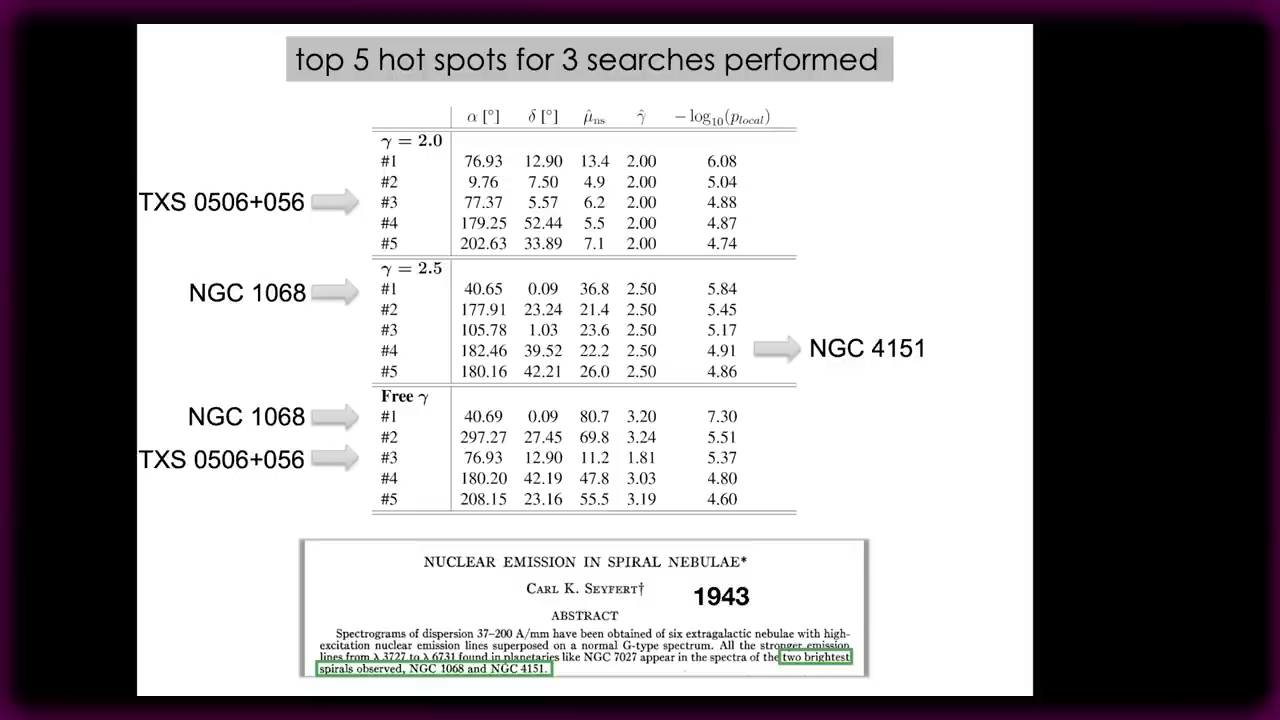 top 5 hot spots for 3 searches performed
α [°] δ [°] μ̂ns γ̂ − log10(plocal)
γ = 2.0
#1 76.93 12.90 13.4 2.00 6.08
#2 9.76 7.50 4.9 2.00 5.04
TXS 0506+056 #3 77.37 5.57 6.2 2.00 4.88
#4 179.25 52.44 5.5 2.00 4.87
#5 202.63 33.89 7.1 2.00 4.74
γ = 2.5
NGC 1068 #1 40.65 0.09 36.8 2.50 5.84
#2 177.91 23.24 21.4 2.50 5.45
#3 105.78 1.03 23.6 2.50 5.17
#4 182.46 39.52 22.2 2.50 4.91 NGC 4151
#5 180.16 42.21 26.0 2.50 4.86
Free γ
NGC 1068 #1 40.69 0.09 80.7 3.20 7.30
#2 297.27 27.45 69.8 3.24 5.51
TXS 0506+056 #3 76.93 12.90 11.2 1.81 5.37
#4 180.20 42.19 47.8 3.03 4.80
#5 208.15 23.16 55.5 3.19 4.60
NUCLEAR EMISSION IN SPIRAL NEBULAE*
CARL K. SEYFERT† 1943
ABSTRACT
Spectrograms of dispersion 37–200 A/mm have been obtained of six extragalactic nebulae with high-
excitation nuclear emission lines superposed on a normal G-type spectrum. All the stronger emission
lines from λ 3727 to λ 6731 found in planetaries like NGC 7027 appear in the spectra of the two brightest
spirals observed, NGC 1068 and NGC 4151.